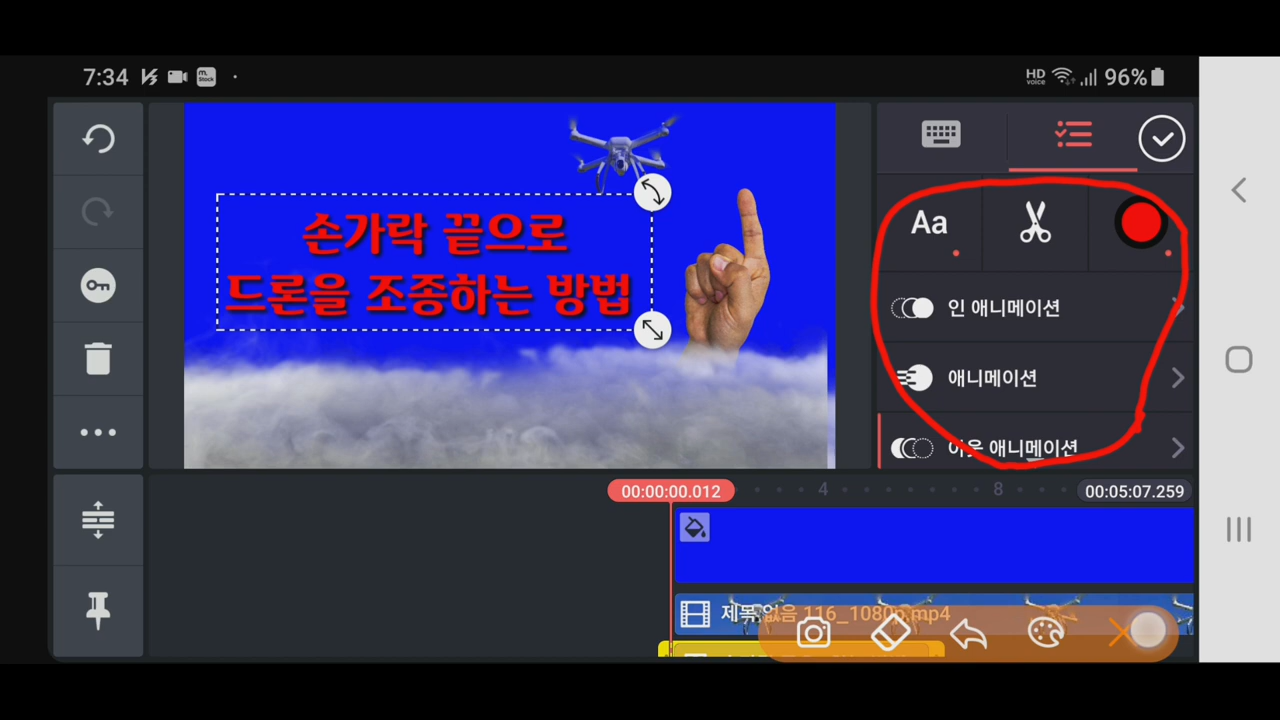 7:34
m.Stock
HD voice
96%
손가락 끝으로
드론을 조종하는 방법
Aa
인 애니메이션
애니메이션
아웃 애니메이션
00:00:00.012
4
8
00:05:07.259
제목 없음 116_1080p.mp4